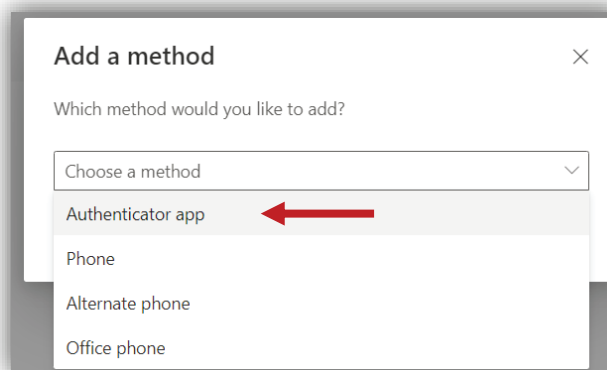 Add a method
Which method would you like to add?
Choose a method
Authenticator app
Phone
Alternate phone
Office phone